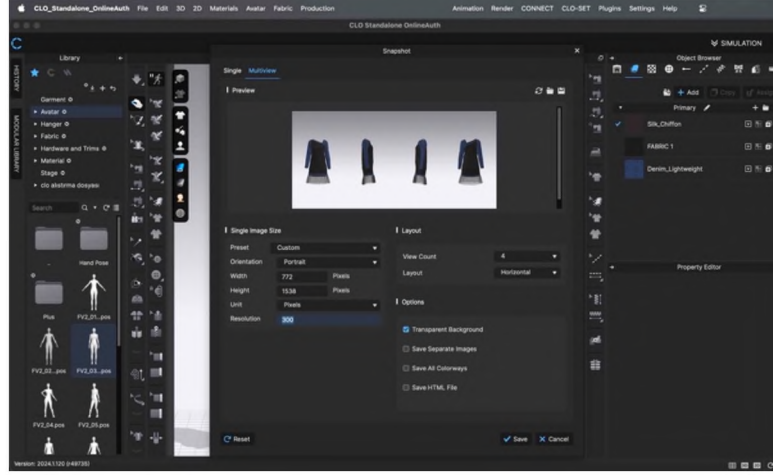 CLO_Standalone_OnlineAuth File Edit 3D 2D Materials Avatar Fabric Production Animation Render CONNECT CLO-SET Plugins Settings Help
CLO Standalone OnlineAuth
SIMULATION
Library
HISTORY
MODULAR LIBRARY
Garment
Avatar
Hanger
Fabric
Hardware and Trims
Material
Stage
clo alıstırma dosyası
Search
..
Hand Pose
Plus
FV2_01...pos
FV2_02...pos
FV2_03...pos
FV2_04.pos
FV2_05.pos
Version: 2024.1.120 (r49735)
Snapshot
Single Multiview
Preview
Single Image Size
Preset Custom
Orientation Portrait
Width 772 Pixels
Height 1538 Pixels
Unit Pixels
Resolution 300
Layout
View Count 4
Layout Horizontal
Options
Transparent Background
Save Separate Images
Save All Colorways
Save HTML File
Reset
Save Cancel
Object Browser
+ Add Copy Assig
Primary
Silk_Chiffon
FABRIC 1
Denim_Lightweight
Property Editor